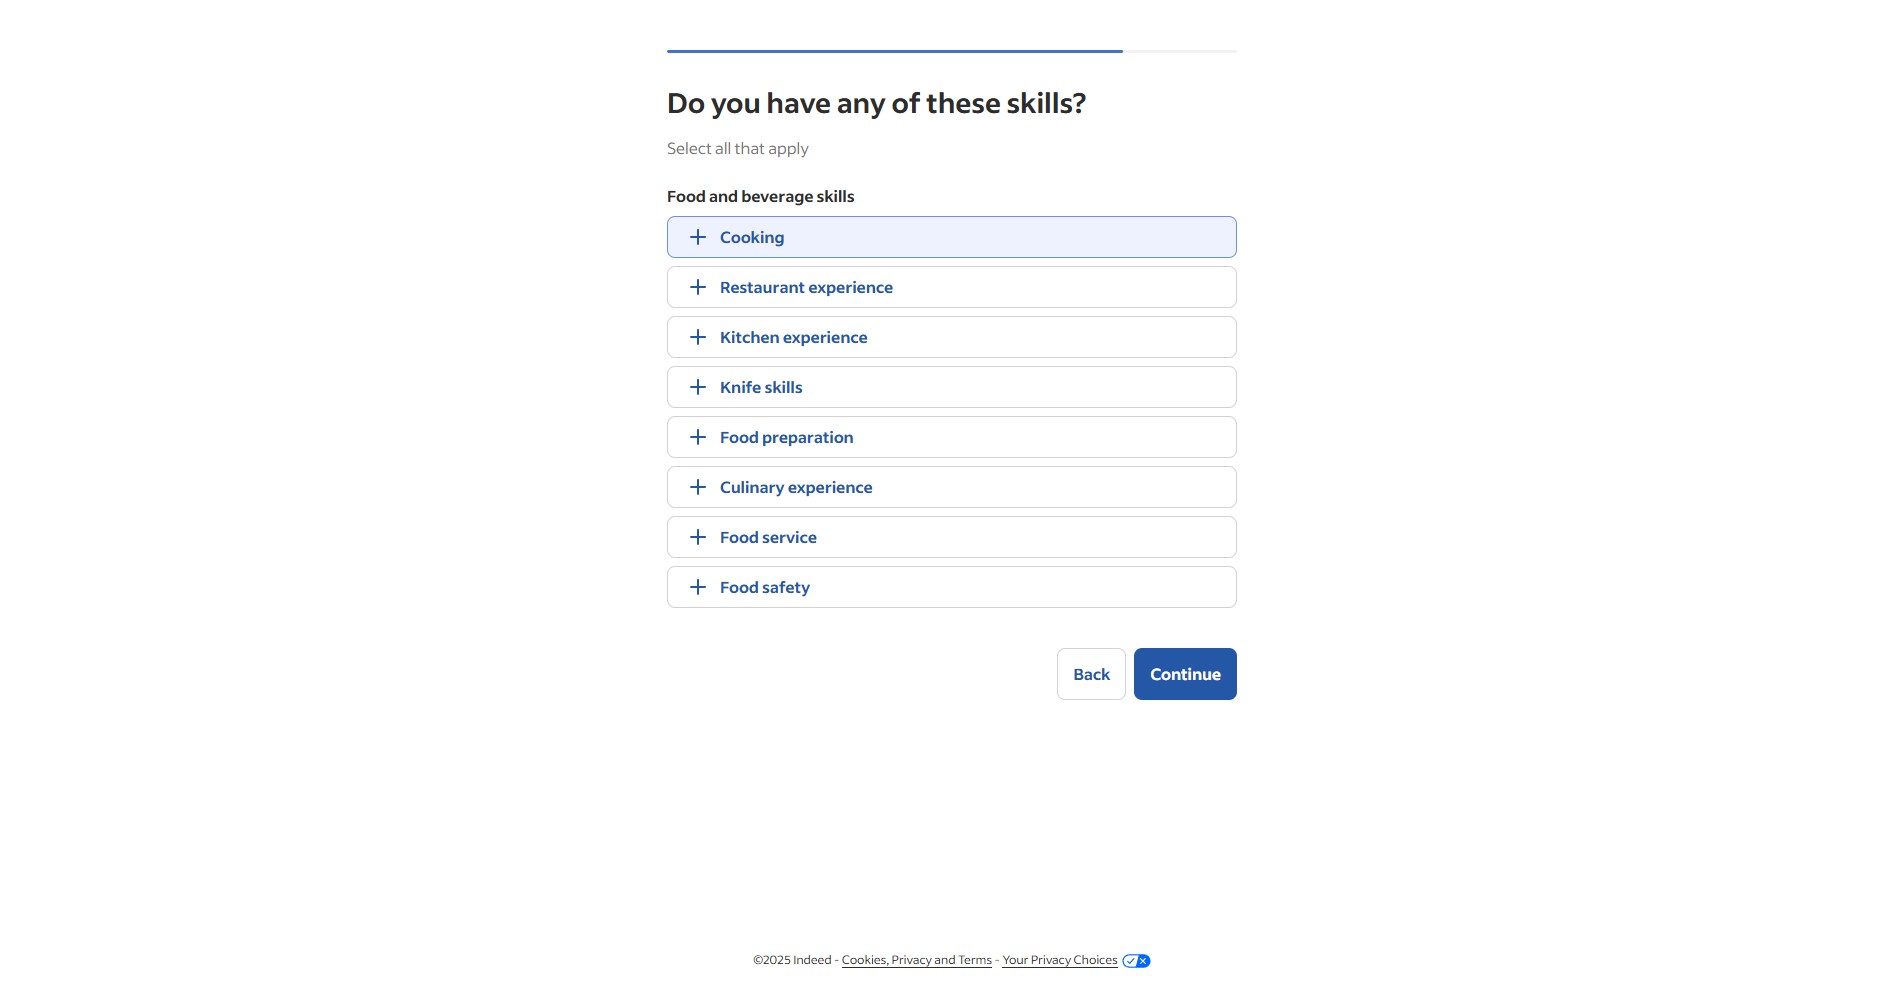 Do you have any of these skills?
Select all that apply
Food and beverage skills
Cooking
Restaurant experience
Kitchen experience
Knife skills
Food preparation
Culinary experience
Food service
Food safety
Back Continue
©2025 Indeed - Cookies, Privacy and Terms - Your Privacy Choices